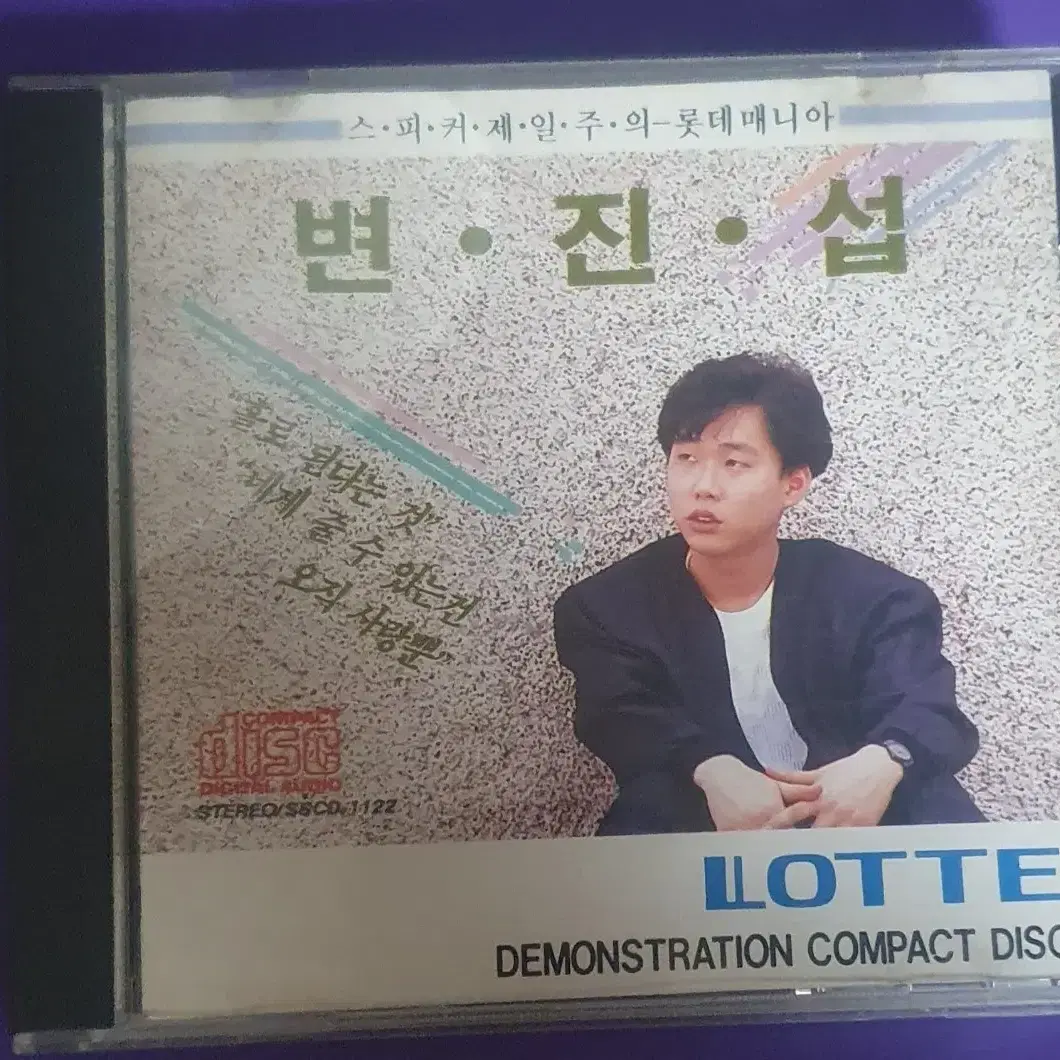 스·피·커·제·일·주·의-롯데매니아
변·진·섭
"홀로 된다는 것"
"네게 줄 수 있는건
오직 사랑뿐"
COMPACT
disc
DIGITAL AUDIO
STEREO/SSCD, 1122
LOTTE
DEMONSTRATION COMPACT DISC